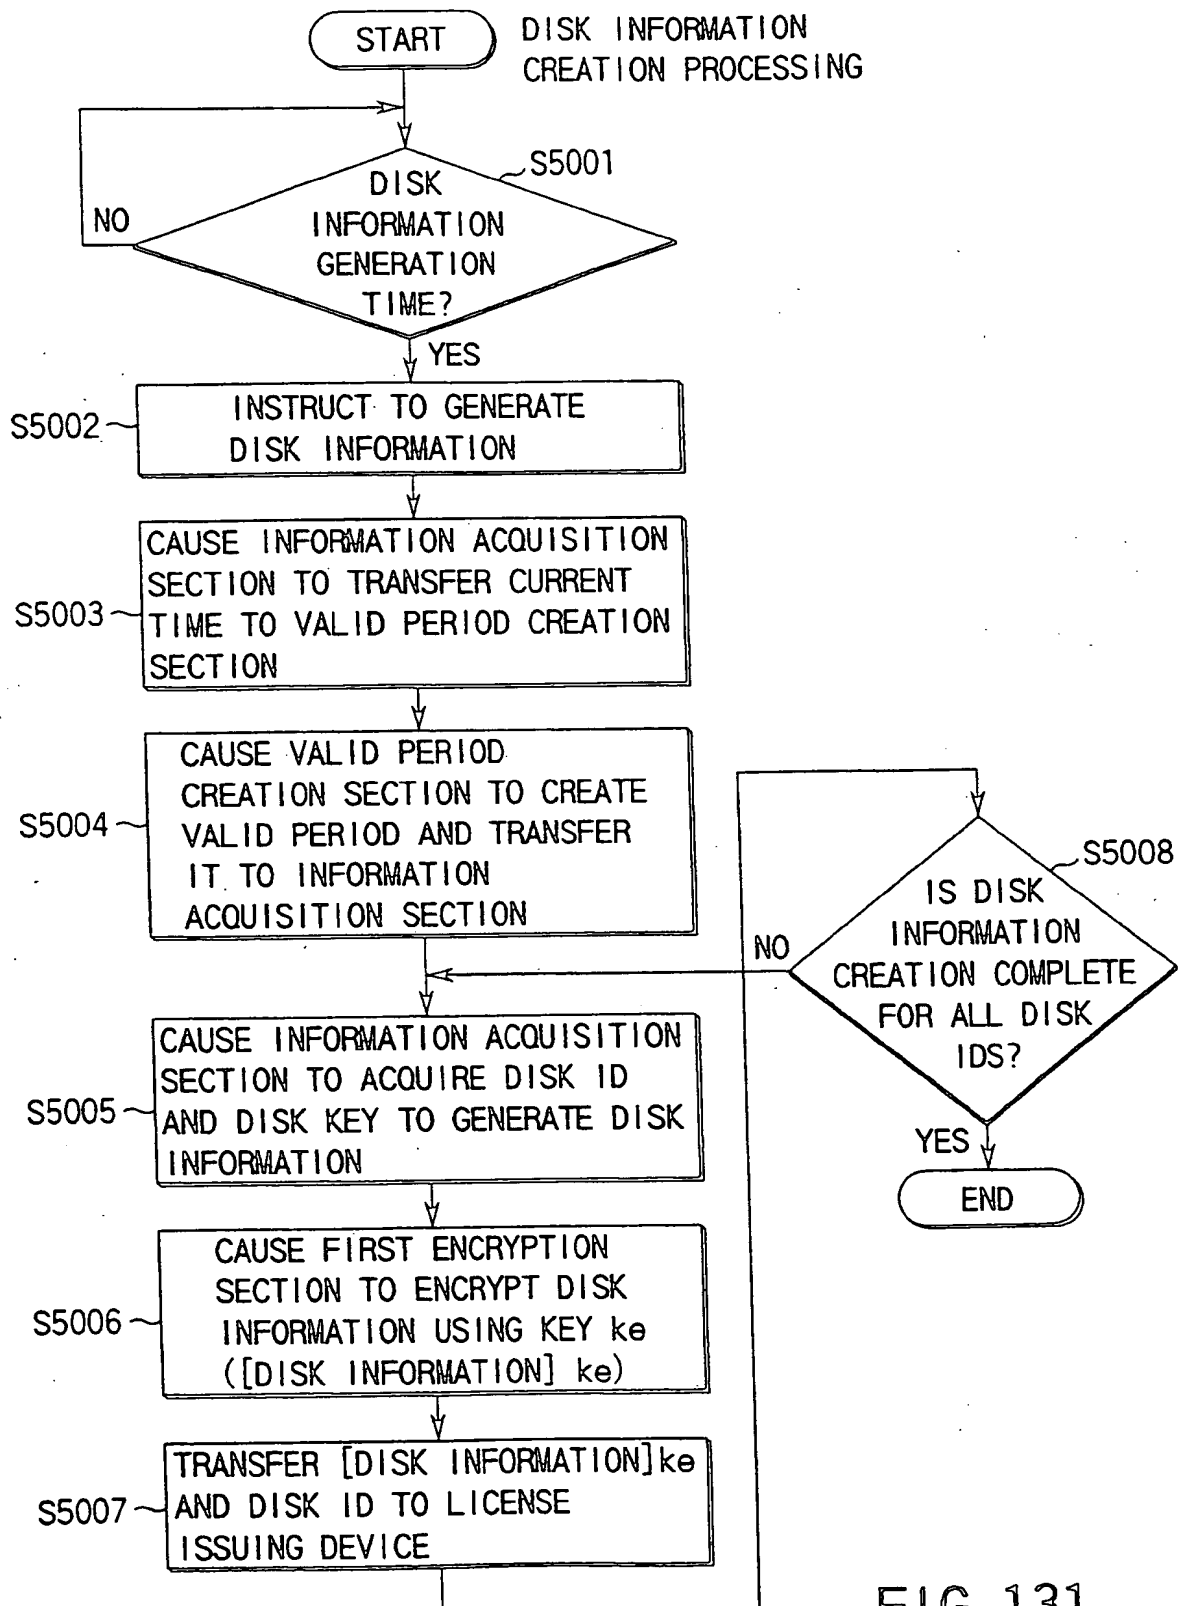 START
DISK INFORMATION
CREATION PROCESSING
S5001
DISK
INFORMATION
GENERATION
TIME?
NO
YES
S5002
INSTRUCT TO GENERATE
DISK INFORMATION
S5003
CAUSE INFORMATION ACQUISITION
SECTION TO TRANSFER CURRENT
TIME TO VALID PERIOD CREATION
SECTION
S5004
CAUSE VALID PERIOD
CREATION SECTION TO CREATE
VALID PERIOD AND TRANSFER
IT TO INFORMATION
ACQUISITION SECTION
S5005
CAUSE INFORMATION ACQUISITION
SECTION TO ACQUIRE DISK ID
AND DISK KEY TO GENERATE DISK
INFORMATION
S5006
CAUSE FIRST ENCRYPTION
SECTION TO ENCRYPT DISK
INFORMATION USING KEY ke
([DISK INFORMATION] ke)
S5007
TRANSFER [DISK INFORMATION]ke
AND DISK ID TO LICENSE
ISSUING DEVICE
S5008
IS DISK
INFORMATION
CREATION COMPLETE
FOR ALL DISK
IDS?
NO
YES
END
FIG. 131